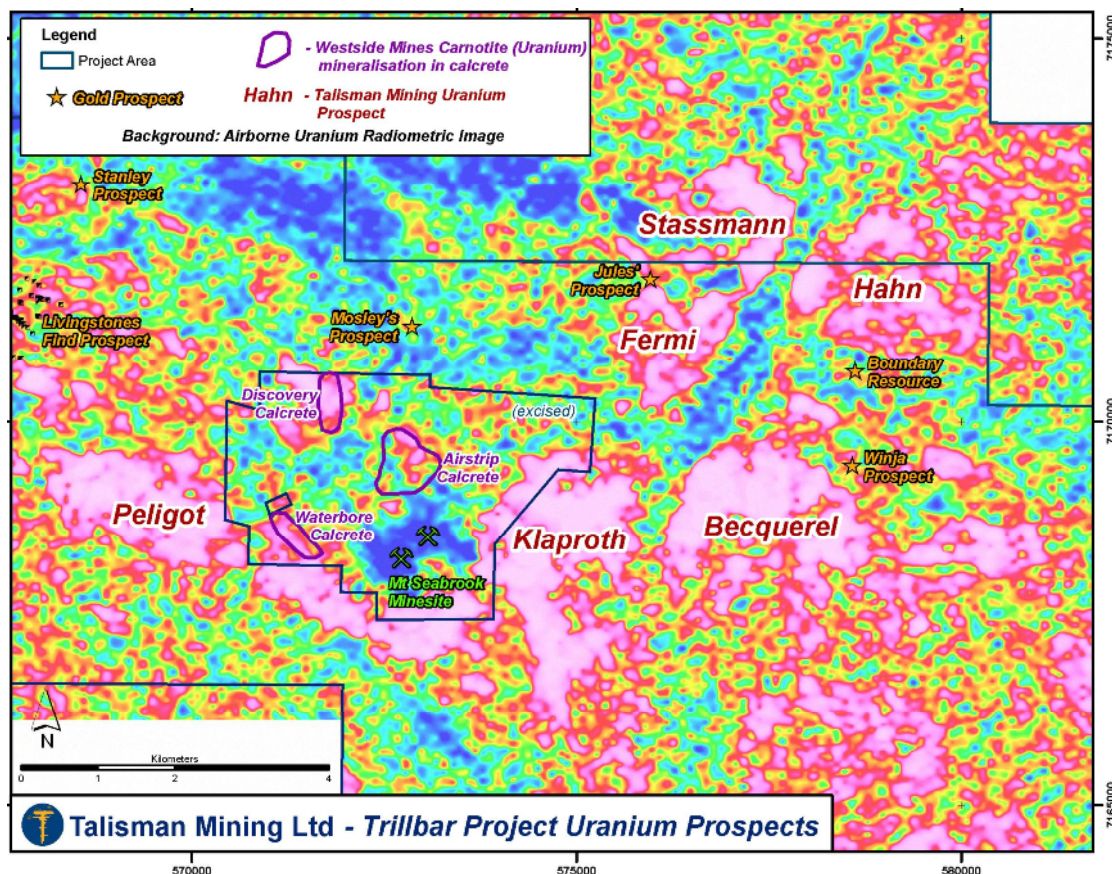 Legend
Project Area
Gold Prospect
- Westside Mines Carnotite (Uranium)
mineralisation in calcrete
Hahn - Talisman Mining Uranium
Prospect
Background: Airborne Uranium Radiometric Image
7175000
Stanley
Prospect
Stassmann
Jules'
Prospect
Hahn
Livingstones
Find Prospect
Mosley's
Prospect
Fermi
Boundary
Resource
Discovery
Calcrete
(excised)
7170000
Airstrip
Calcrete
Winja
Prospect
Peligot
Waterbore
Calcrete
Klaproth
Becquerel
Mt Seabrook
Minesite
N
Kilometers
0 1 2 4
7165000
Talisman Mining Ltd - Trillbar Project Uranium Prospects
570000 575000 580000